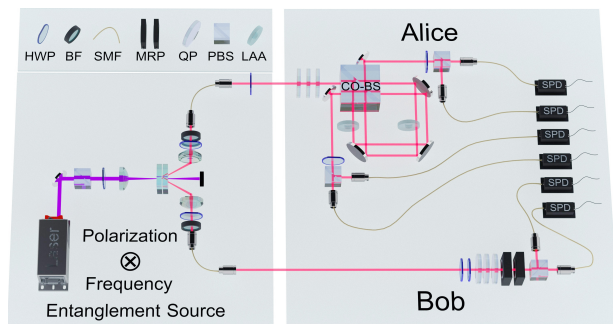 HWP BF SMF MRP QP PBS LAA
Alice
CO-BS
SPD
SPD
SPD
SPD
SPD
SPD
Laser
Polarization
⊗
Frequency
Entanglement Source
Bob